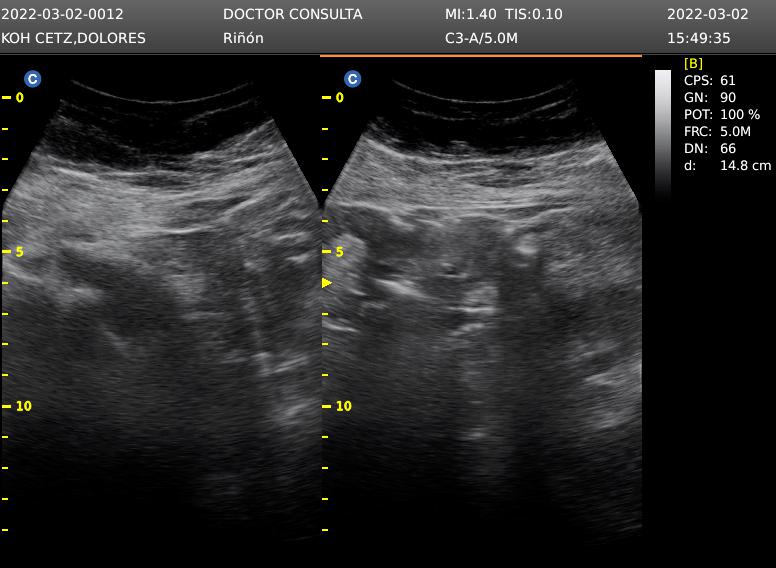 2022-03-02-0012 DOCTOR CONSULTA MI:1.40 TIS:0.10 2022-03-02
KOH CETZ,DOLORES Riñón C3-A/5.0M 15:49:35
[B]
CPS: 61
GN: 90
POT: 100 %
FRC: 5.0M
DN: 66
d: 14.8 cm
C
0
5
10
C
0
5
10